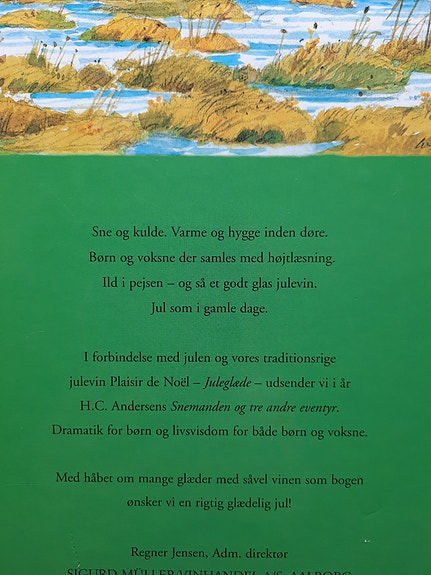 Sne og kulde. Varme og hygge inden døre.
Børn og voksne der samles med højtlæsning.
Ild i pejsen – og så et godt glas julevin.
Jul som i gamle dage.
I forbindelse med julen og vores traditionsrige
julevin Plaisir de Noël – Juleglæde – udsender vi i år
H.C. Andersens Snemanden og tre andre eventyr.
Dramatik for børn og livsvisdom for både børn og voksne.
Med håbet om mange glæder med såvel vinen som bogen
ønsker vi en rigtig glædelig jul!
Regner Jensen, Adm. direktør
SIGURD MÜLLER VINHANDEL A/S, AALBORG